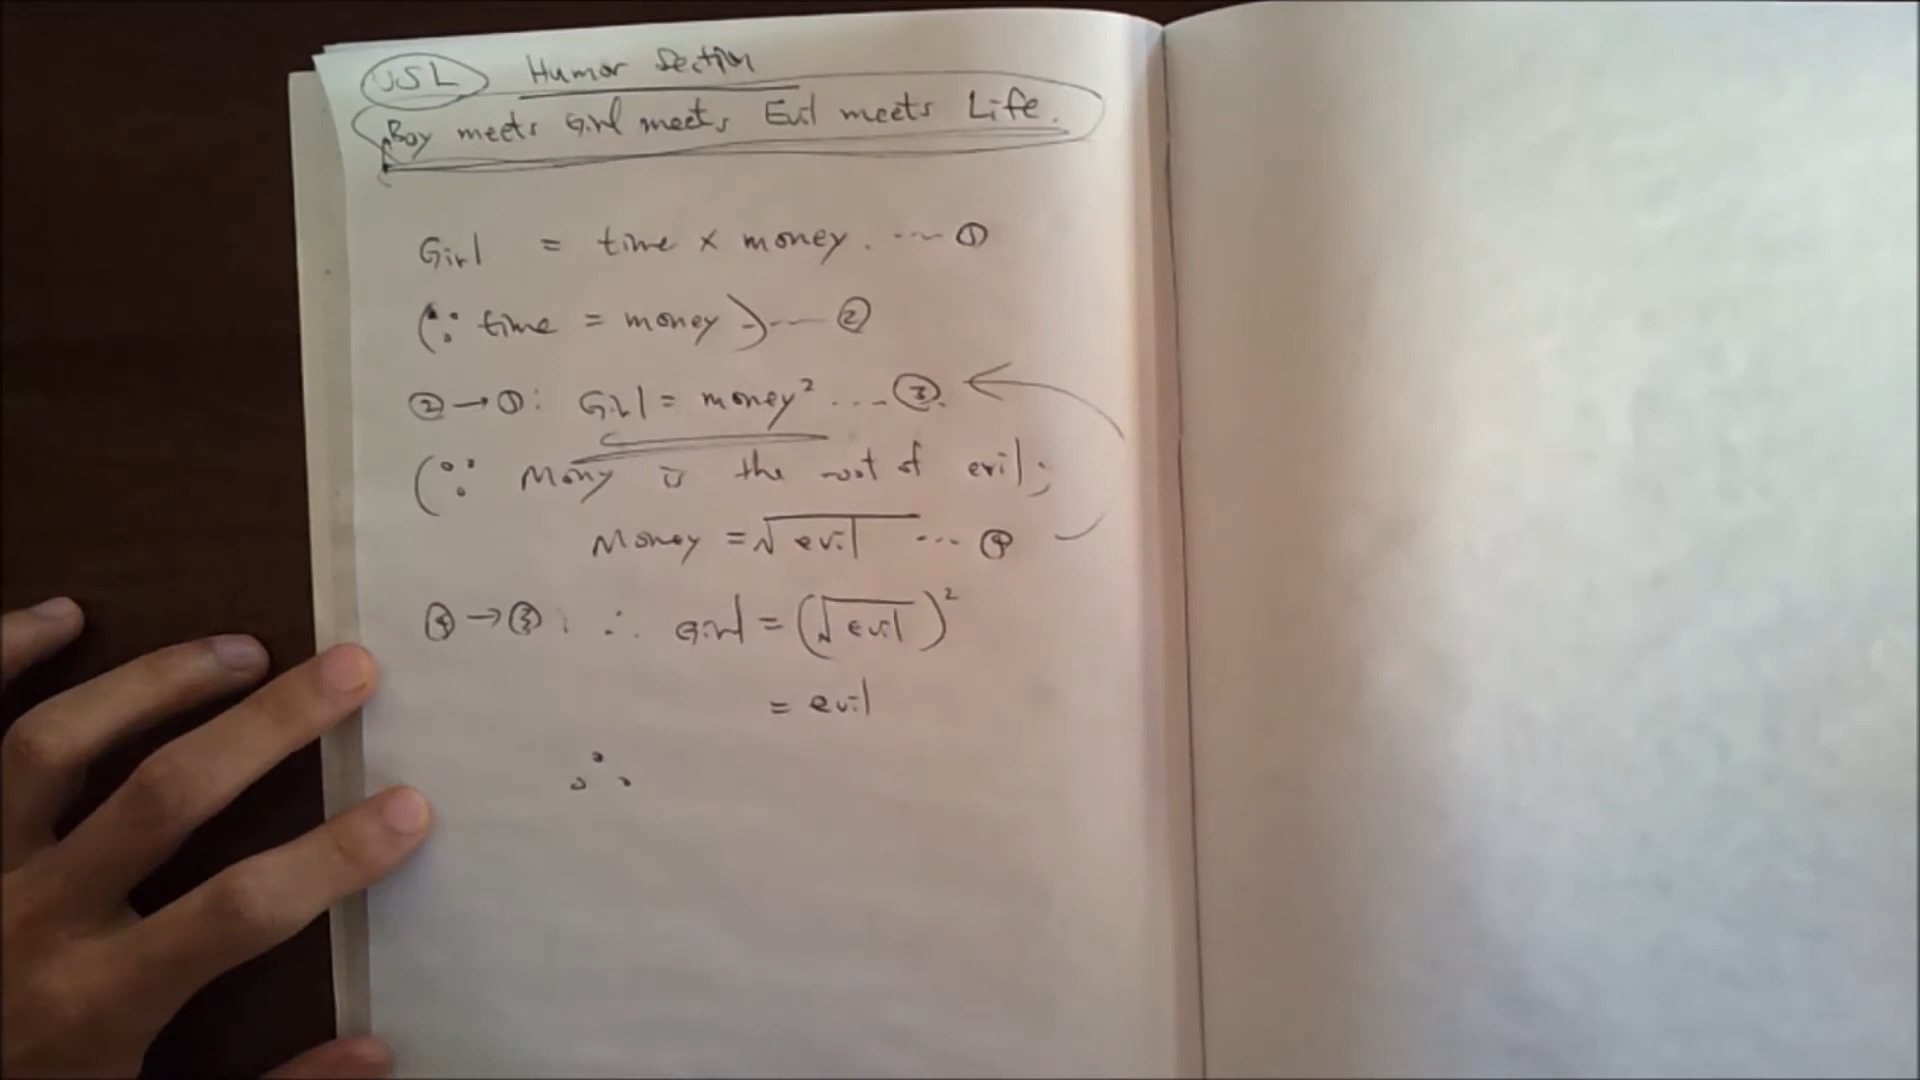 USL Humor Section
Boy meets Girl meets Evil meets Life.
Girl = time × money. ---- ①
(∵ time = money) ---- ②
② → ①: Girl = money² ---- ③.
(∵ Mony is the root of evil;
Money = √evil ... ④
④ → ③: ∴ Girl = (√evil)²
= evil
∴